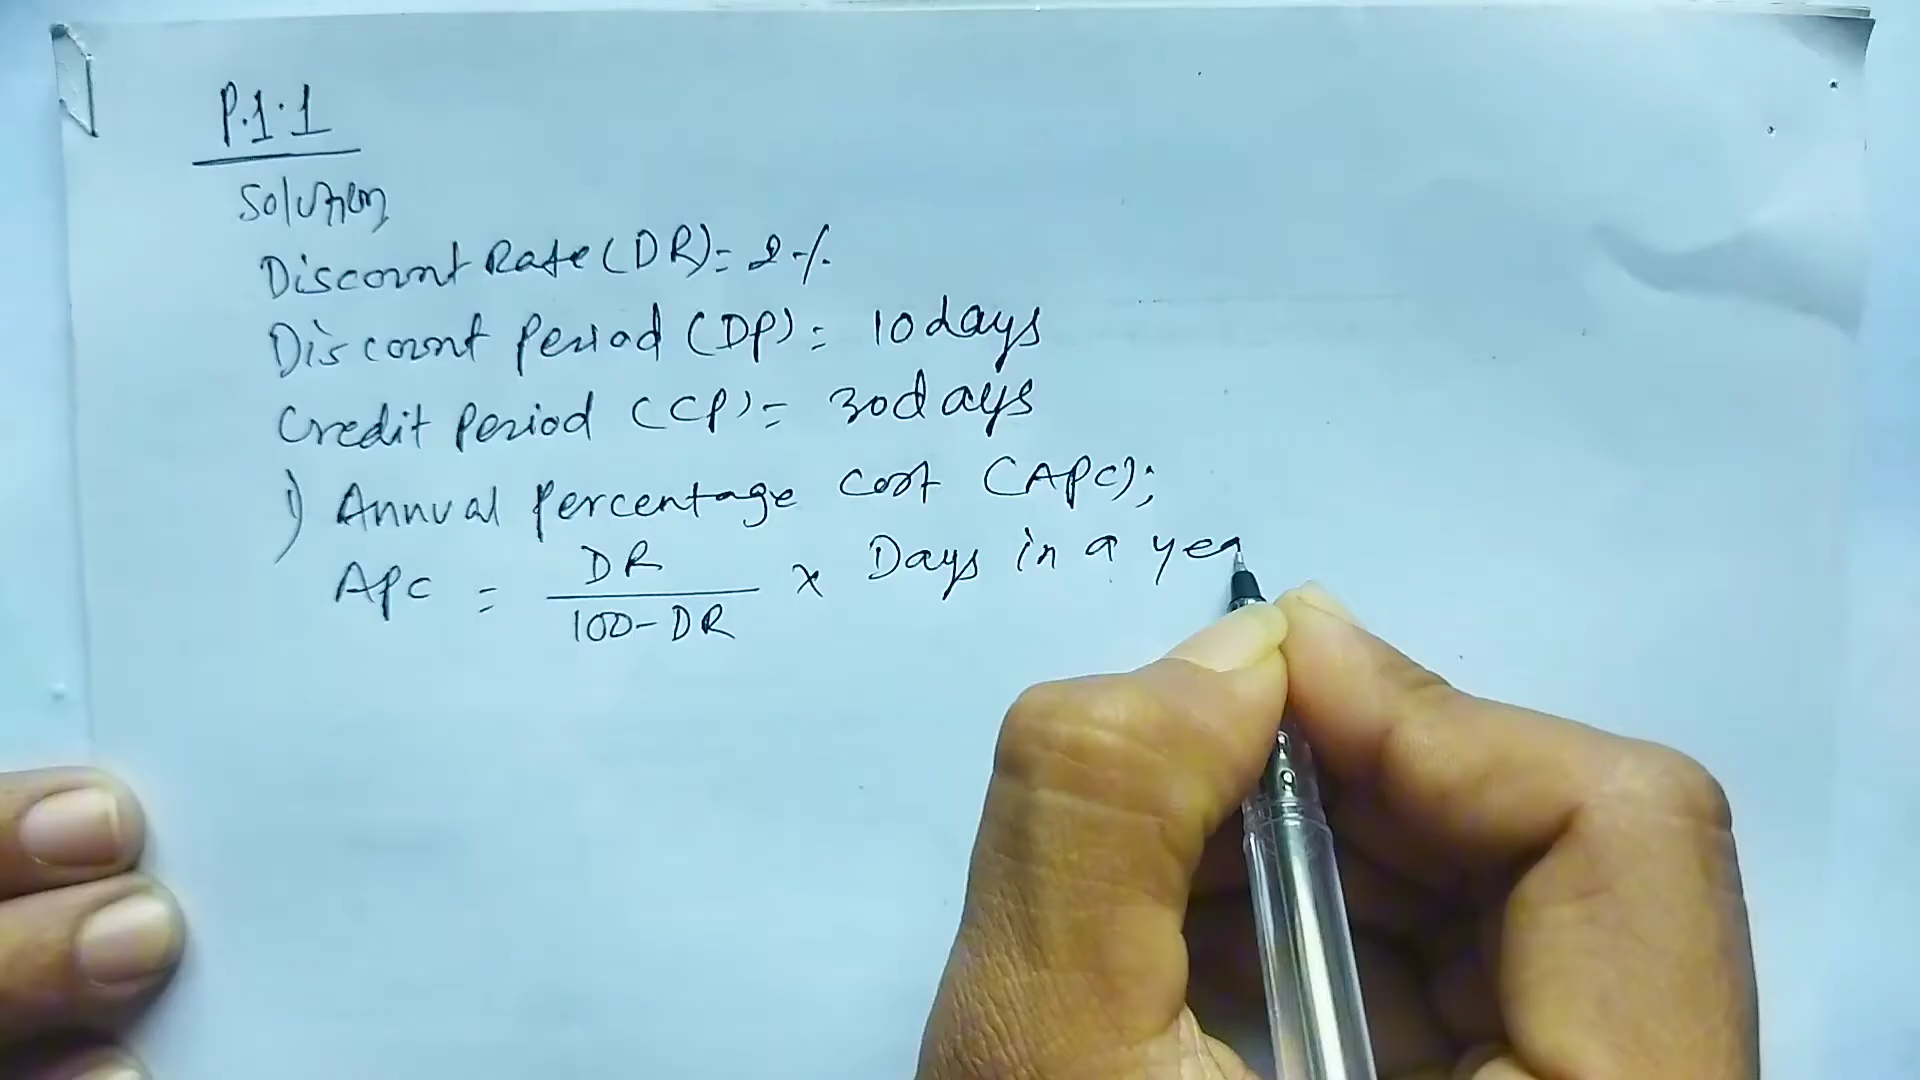 P.1.1
Solution
Discount Rate (DR) = 2%
Discount Period (DP) = 10 days
Credit Period (CP) = 30 days
i) Annual Percentage Cost (APC);
APC = DR / 100 - DR × Days in a yea